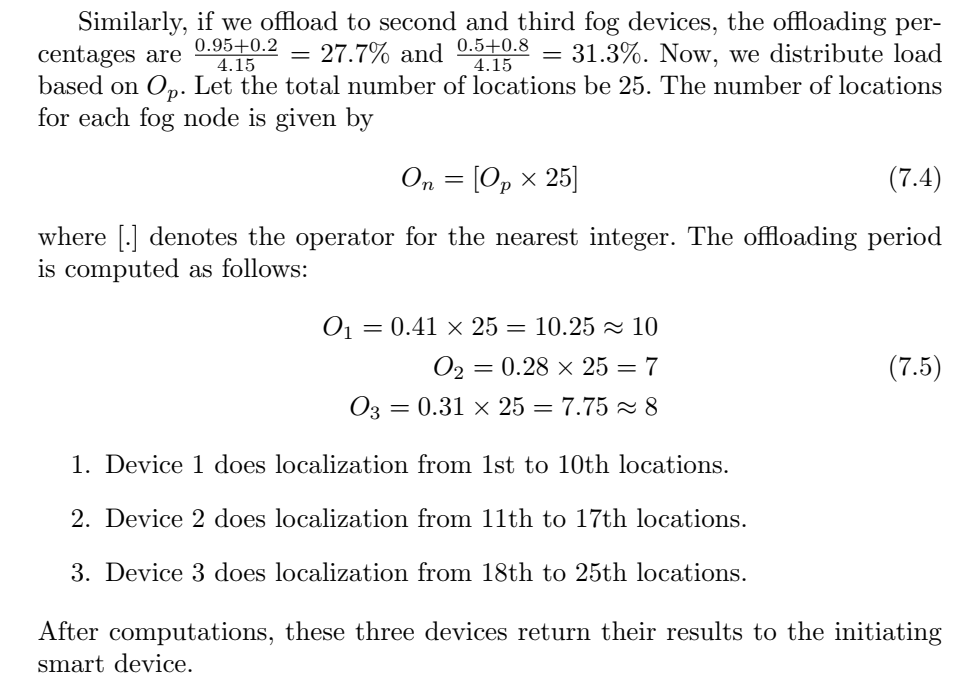 Similarly, if we offload to second and third fog devices, the offloading per-
centages are $\frac{0.95+0.2}{4.15}$ = 27.7% and $\frac{0.5+0.8}{4.15}$ = 31.3%. Now, we distribute load
based on $O_p$. Let the total number of locations be 25. The number of locations
for each fog node is given by
$O_n = [O_p \times 25]$ (7.4)
where [.] denotes the operator for the nearest integer. The offloading period
is computed as follows:
$O_1 = 0.41 \times 25 = 10.25 \approx 10$
$O_2 = 0.28 \times 25 = 7$ (7.5)
$O_3 = 0.31 \times 25 = 7.75 \approx 8$
1. Device 1 does localization from 1st to 10th locations.
2. Device 2 does localization from 11th to 17th locations.
3. Device 3 does localization from 18th to 25th locations.
After computations, these three devices return their results to the initiating
smart device.